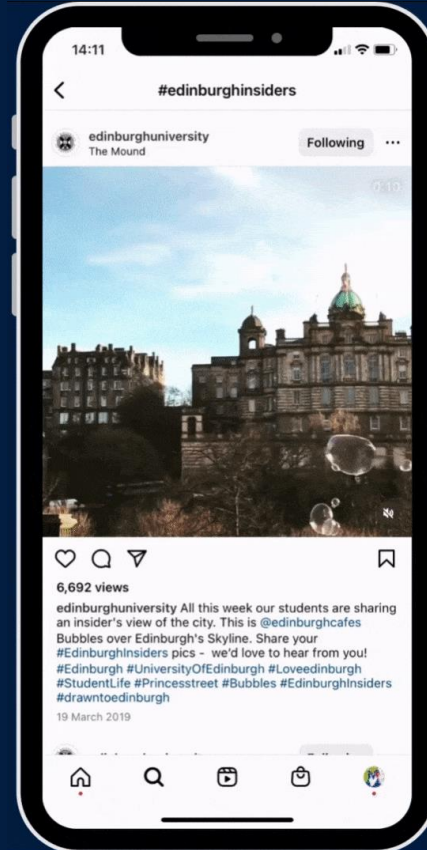 14:11
#edinburghinsiders
edinburghuniversity
The Mound
Following
0:19
6,692 views
edinburghuniversity All this week our students are sharing
an insider's view of the city. This is @edinburghcafes
Bubbles over Edinburgh's Skyline. Share your
#EdinburghInsiders pics - we'd love to hear from you!
#Edinburgh #UniversityOfEdinburgh #Loveedinburgh
#StudentLife #Princesstreet #Bubbles #EdinburghInsiders
#drawntoedinburgh
19 March 2019